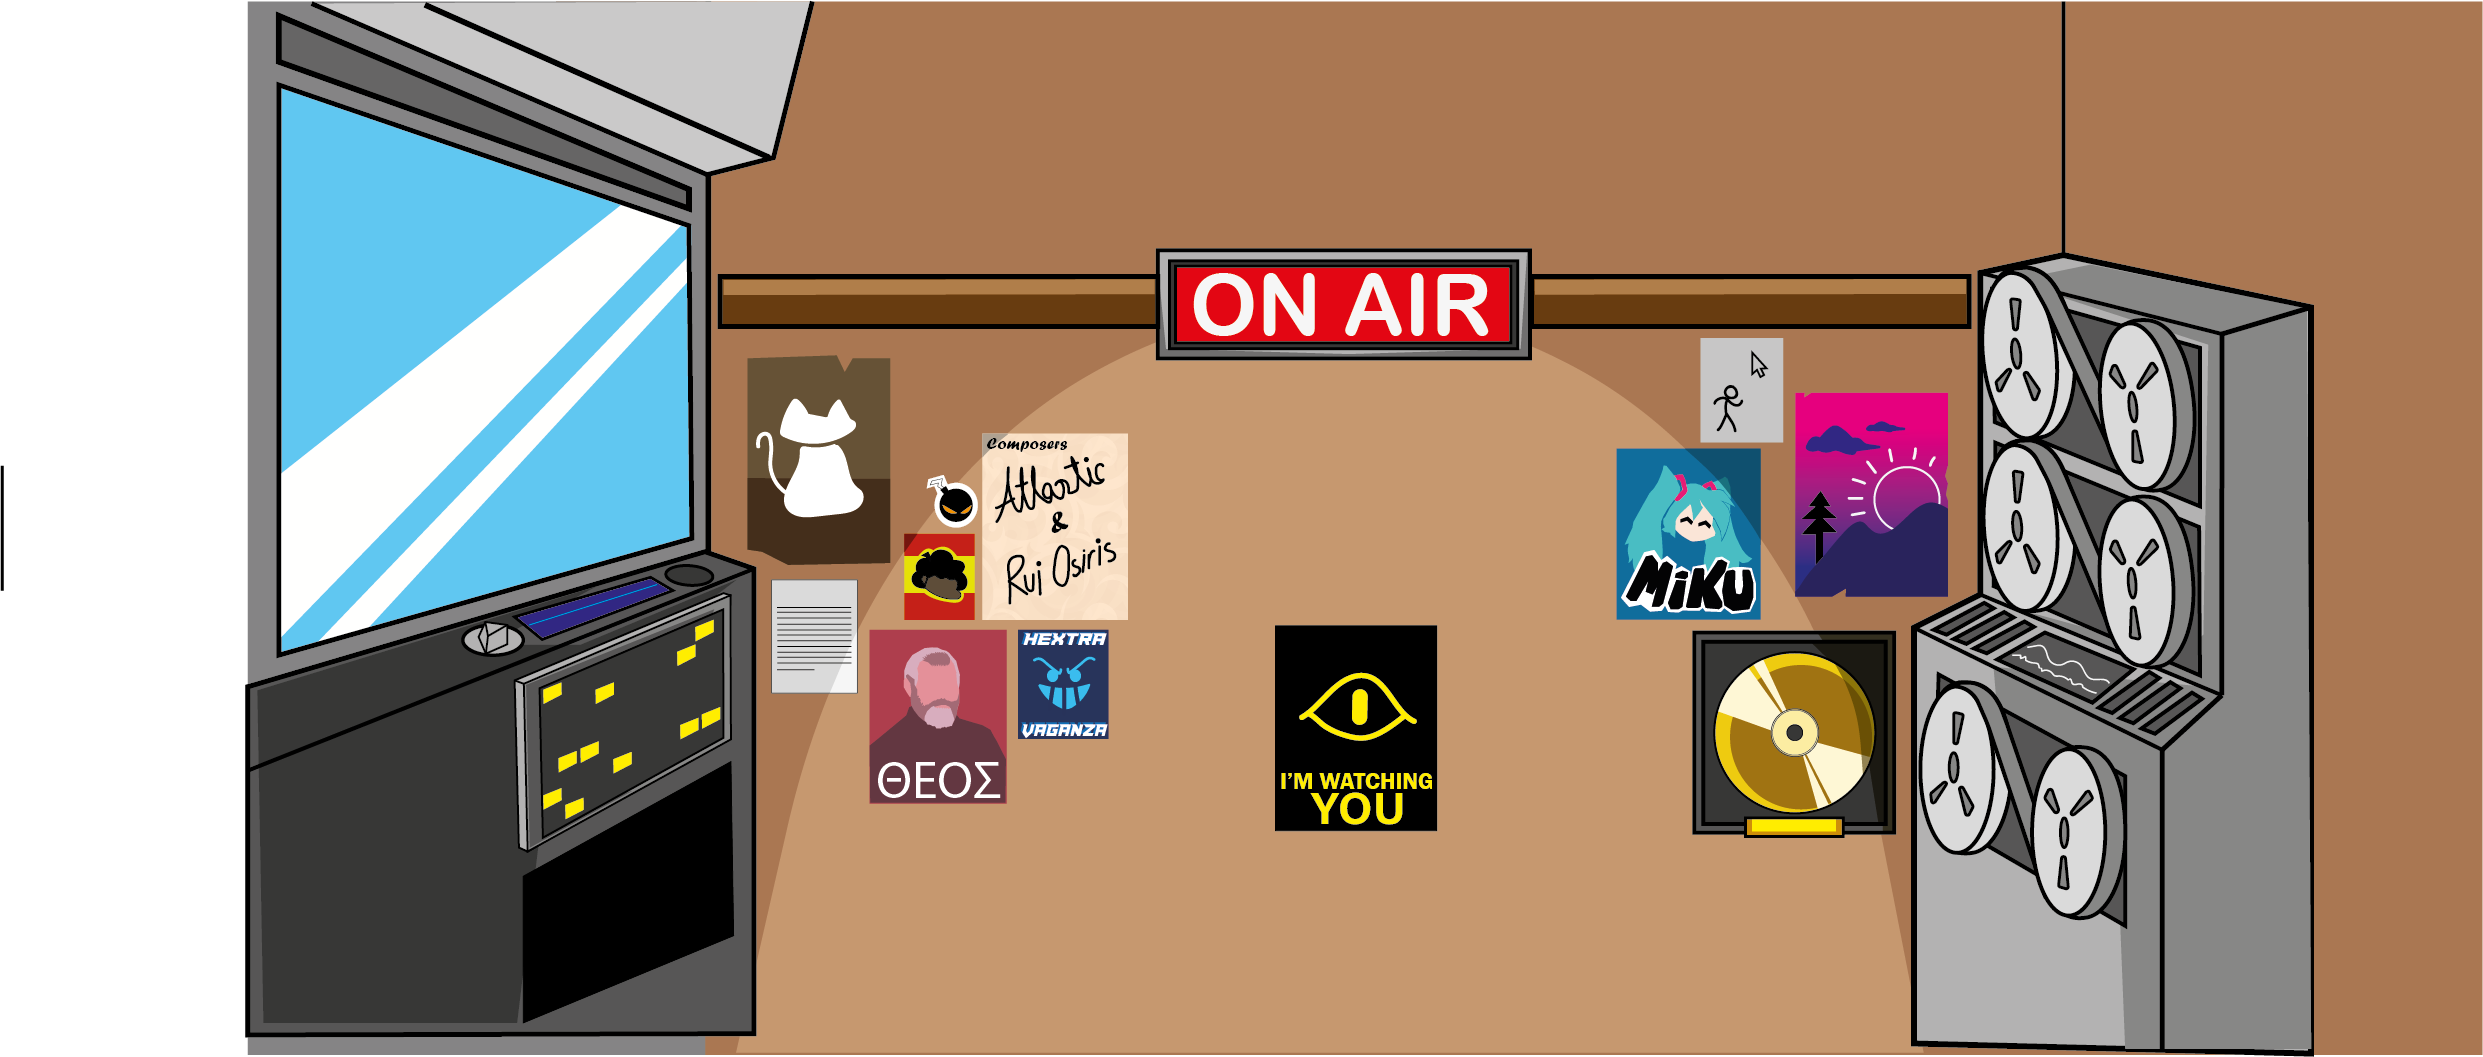 ON AIR
Composers
Atlantic
&
Rui Osiris
HEXTRA
VAGANZA
ΘΕΟΣ
MiKU
I'M WATCHING
YOU